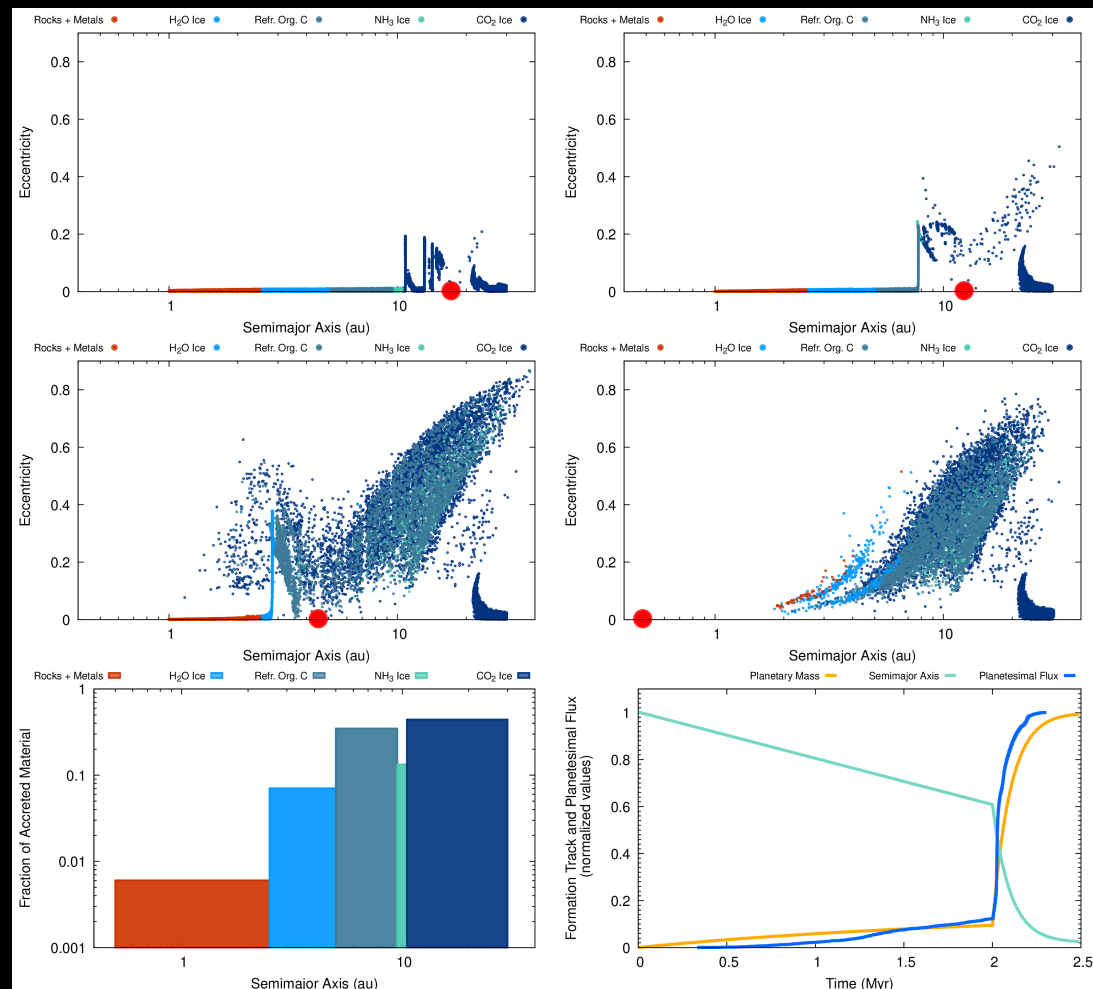 Rocks + Metals H₂O Ice Refr. Org. C NH₃ Ice CO₂ Ice
Eccentricity
0.8
0.6
0.4
0.2
0
1 10
Semimajor Axis (au)
Rocks + Metals H₂O Ice Refr. Org. C NH₃ Ice CO₂ Ice
Eccentricity
0.8
0.6
0.4
0.2
0
1 10
Semimajor Axis (au)
Rocks + Metals H₂O Ice Refr. Org. C NH₃ Ice CO₂ Ice
Eccentricity
0.8
0.6
0.4
0.2
0
1 10
Semimajor Axis (au)
Rocks + Metals H₂O Ice Refr. Org. C NH₃ Ice CO₂ Ice
Eccentricity
0.8
0.6
0.4
0.2
0
1 10
Semimajor Axis (au)
Rocks + Metals H₂O Ice Refr. Org. C NH₃ Ice CO₂ Ice
Fraction of Accreted Material
1
0.1
0.01
0.001
1 10
Semimajor Axis (au)
Planetary Mass Semimajor Axis Planetesimal Flux
Formation Track and Planetesimal Flux
(normalized values)
1
0.8
0.6
0.4
0.2
0
0 0.5 1 1.5 2 2.5
Time (Myr)